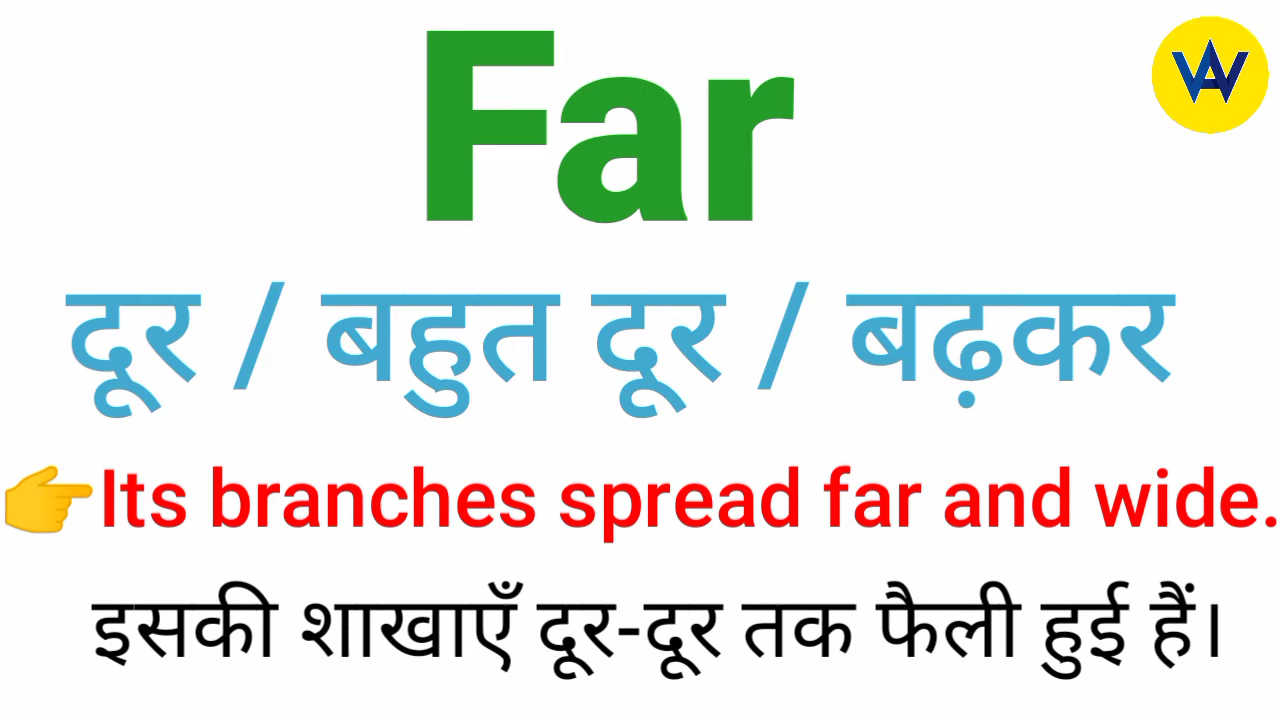 Far
दूर / बहुत दूर / बढ़कर
👉Its branches spread far and wide.
इसकी शाखाएँ दूर-दूर तक फैली हुई हैं।